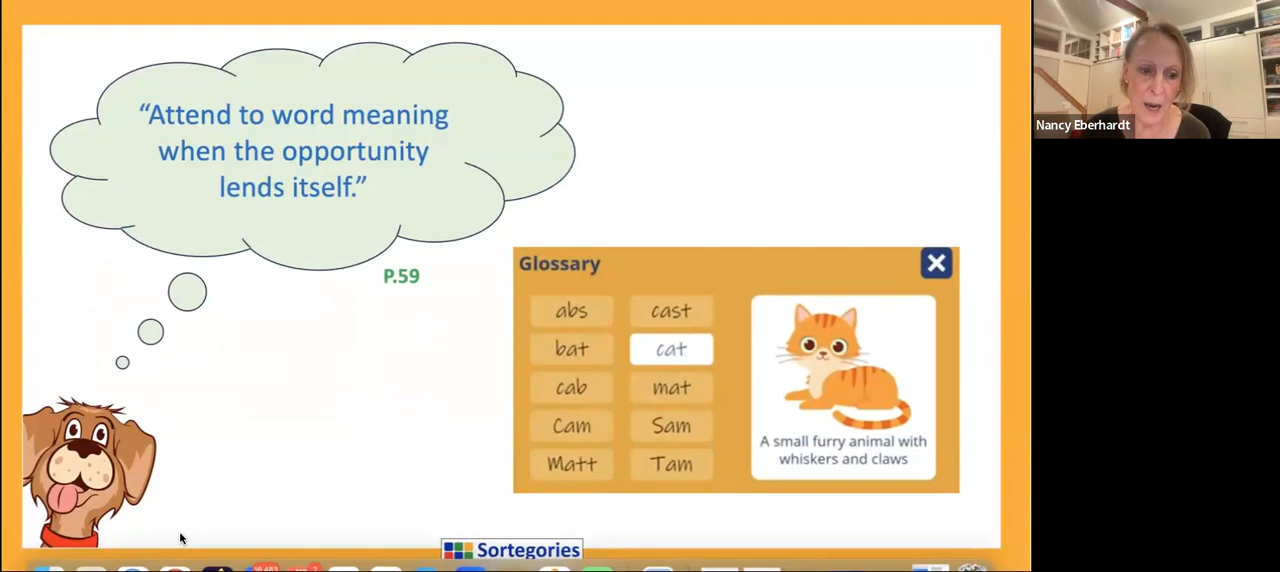 “Attend to word meaning
when the opportunity
lends itself.”
P.59
Glossary
abs
cast
bat
cat
cab
mat
Cam
Sam
Matt
Tam
A small furry animal with
whiskers and claws
Sortegories
Nancy Eberhardt